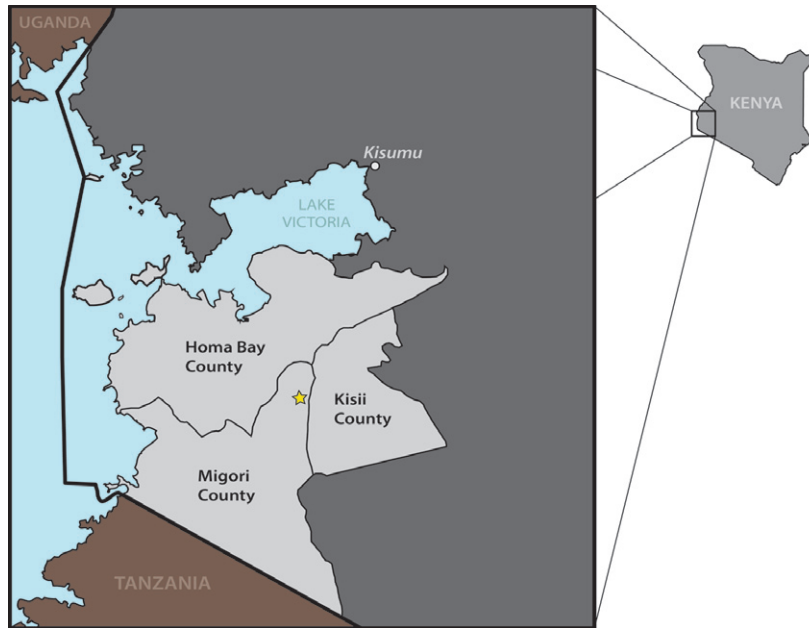 UGANDA
KENYA
Kisumu
LAKE
VICTORIA
Homa Bay
County
Kisii
County
Migori
County
TANZANIA